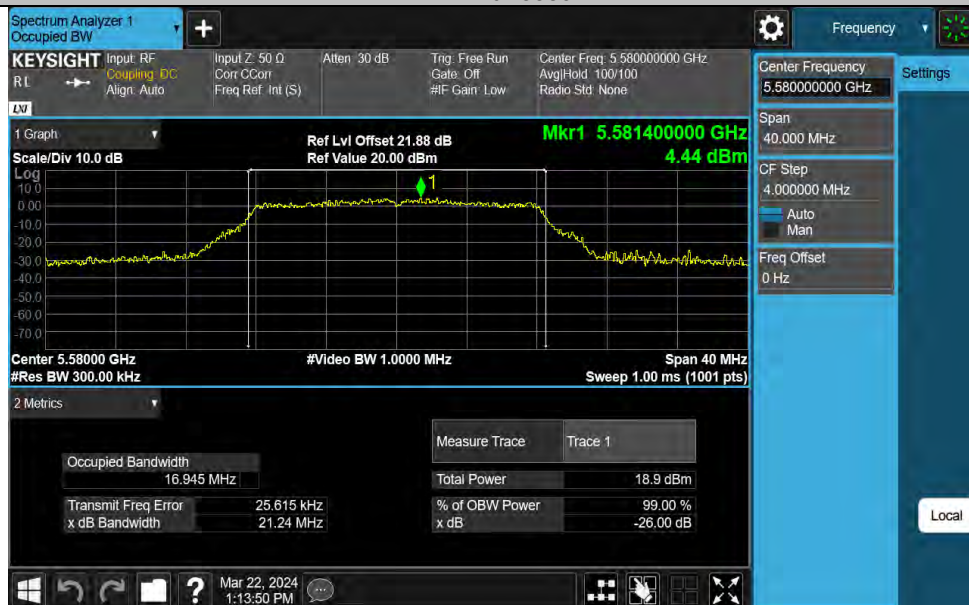 Spectrum Analyzer 1
Occupied BW
+
Frequency
KEYSIGHT
Input: RF
Coupling: DC
Align: Auto
Input Z: 50 Ω
Corr CCorr
Freq Ref: Int (S)
Atten: 30 dB
Trig: Free Run
Gate: Off
#IF Gain: Low
Center Freq: 5.580000000 GHz
Avg|Hold: 100/100
Radio Std: None
LXI
Center Frequency
5.580000000 GHz
Settings
Span
40.000 MHz
CF Step
4.000000 MHz
Auto
Man
Freq Offset
0 Hz
1 Graph
Scale/Div 10.0 dB
Ref Lvl Offset 21.88 dB
Ref Value 20.00 dBm
Mkr1 5.581400000 GHz
4.44 dBm
Log
10.0
0.00
-10.0
-20.0
-30.0
-40.0
-60.0
-70.0
1
Center 5.58000 GHz
#Res BW 300.00 kHz
#Video BW 1.0000 MHz
Span 40 MHz
Sweep 1.00 ms (1001 pts)
2 Metrics
Measure Trace Trace 1
Occupied Bandwidth
16.945 MHz
Total Power 18.9 dBm
Transmit Freq Error 25.615 kHz
% of OBW Power 99.00 %
x dB Bandwidth 21.24 MHz
x dB -26.00 dB
Local
?
Mar 22, 2024
1:13:50 PM